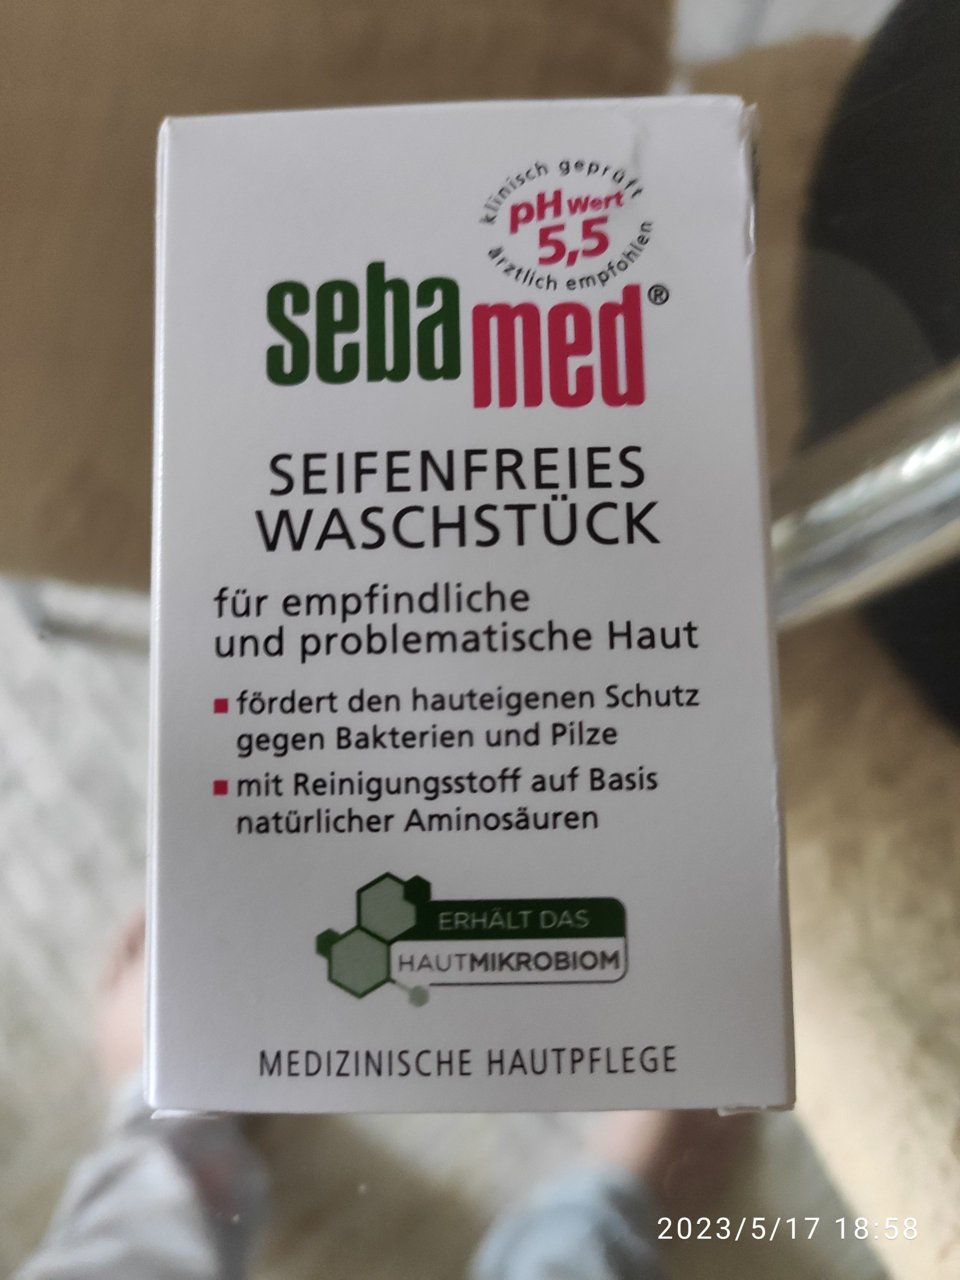 klinisch geprüft
pH Wert
5,5
ärztlich empfohlen
sebamed®
SEIFENFREIES
WASCHSTÜCK
für empfindliche
und problematische Haut
fördert den hauteigenen Schutz
gegen Bakterien und Pilze
mit Reinigungsstoff auf Basis
natürlicher Aminosäuren
ERHÄLT DAS
HAUTMIKROBIOM
MEDIZINISCHE HAUTPFLEGE
2023/5/17 18:58